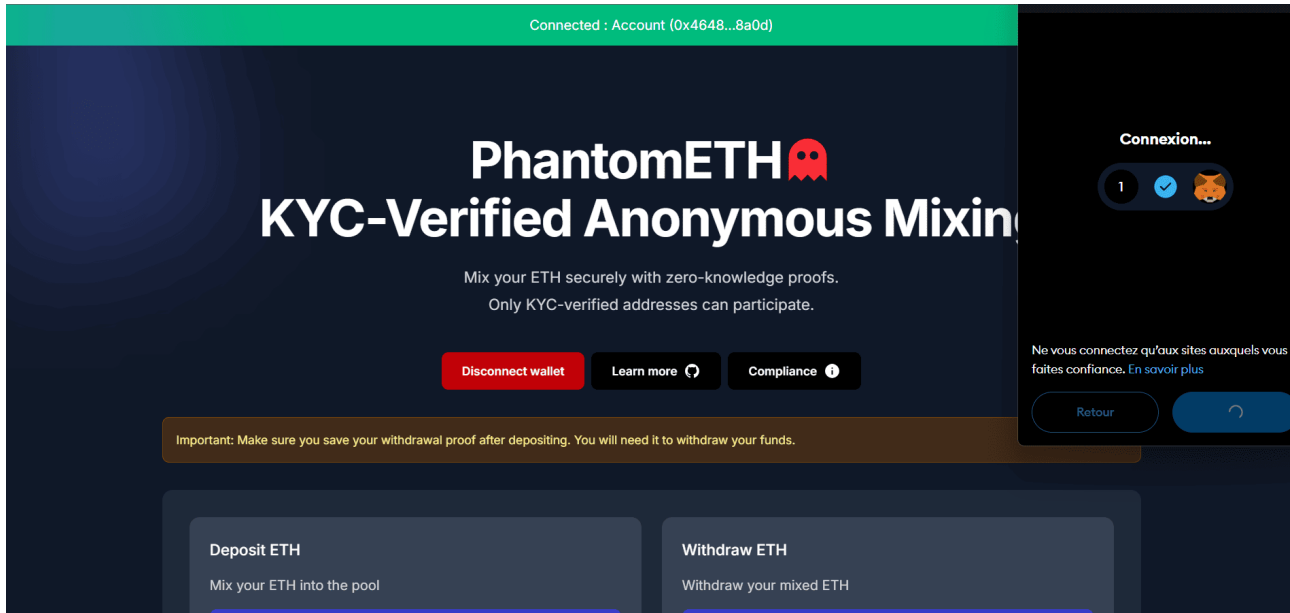 Connected : Account (0x4648...8a0d)
PhantomETH
KYC-Verified Anonymous Mixing
Mix your ETH securely with zero-knowledge proofs.
Only KYC-verified addresses can participate.
Disconnect wallet
Learn more
Compliance
Important: Make sure you save your withdrawal proof after depositing. You will need it to withdraw your funds.
Deposit ETH
Mix your ETH into the pool
Withdraw ETH
Withdraw your mixed ETH
Connexion...
1
Ne vous connectez qu'aux sites auxquels vous
faites confiance. En savoir plus
Retour